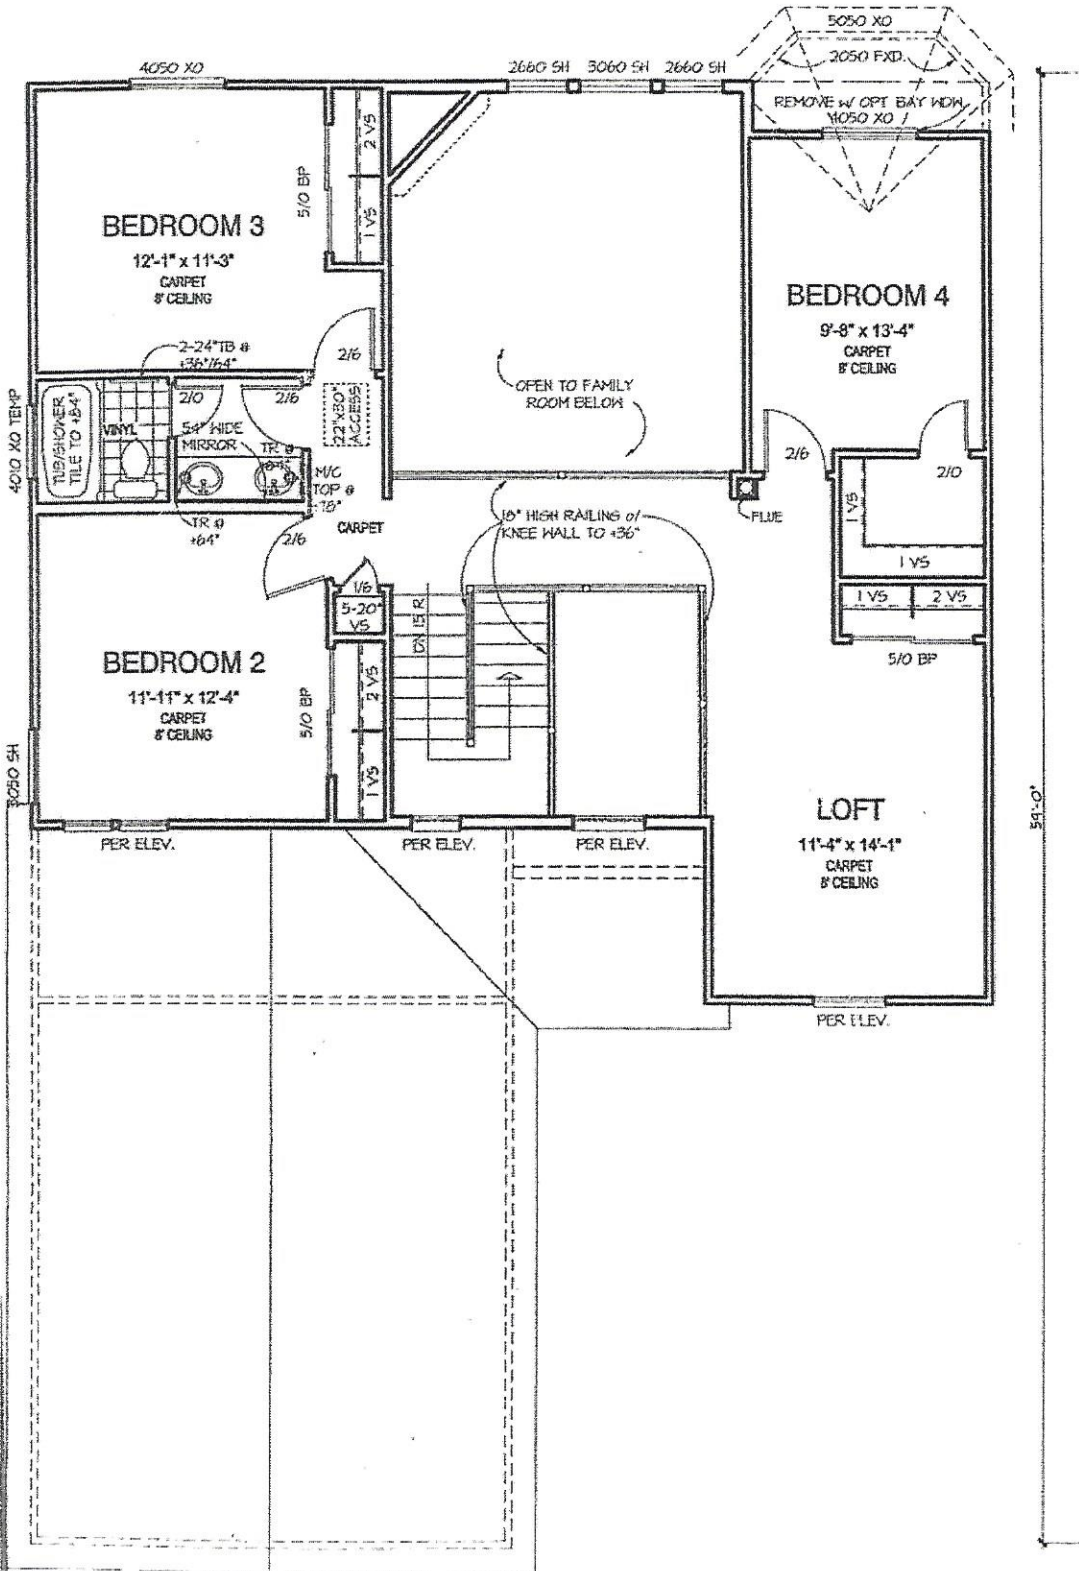 5050 XO
4050 XO
2660 SH
3060 SH
2660 SH
2050 FXD.
REMOVE W/ OPT BAY WDW
4050 XO
2 VS
1 VS
5/0 BP
BEDROOM 3
12'-1" x 11'-3"
CARPET
8' CEILING
BEDROOM 4
9'-8" x 13'-4"
CARPET
8' CEILING
2-24"TB @
+36"/64"
2/6
OPEN TO FAMILY
ROOM BELOW
2/0
2/6
22"x30"
ACCESS
4010 XO TEMP
TUB/SHOWER
TILE TO +84"
VINYL
54" WIDE
MIRROR
TR @
M/C
TOP @
+78"
2/6
2/0
1 VS
1 VS
FLUE
TR @
+64"
2/6
CARPET
18" HIGH RAILING o/
KNEE WALL TO +36"
1/6
5-20"
VS
DN 15 R
1 VS
2 VS
5/0 BP
BEDROOM 2
11'-11" x 12'-4"
CARPET
8' CEILING
5/0 BP
2 VS
1 VS
3050 SH
LOFT
11'-4" x 14'-1"
CARPET
8' CEILING
59'-0"
PER ELEV.
PER ELEV.
PER ELEV.
PER ELEV.